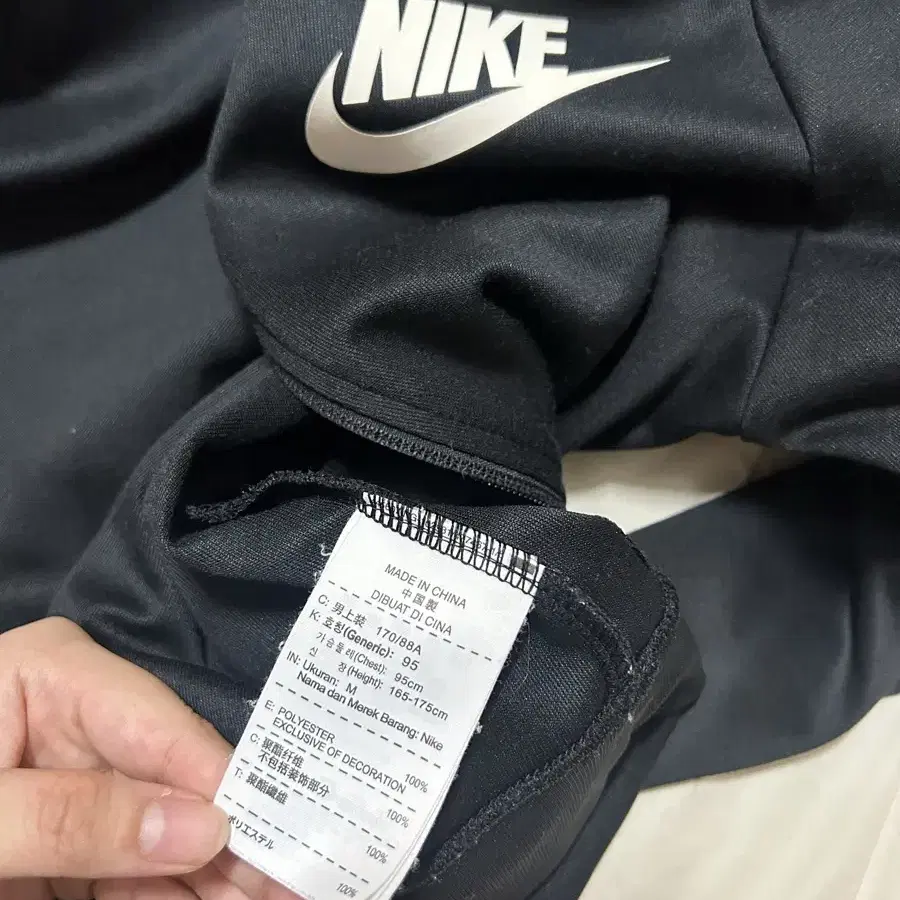 NIKE
MADE IN CHINA
中国製
DIBUAT DI CINA
C: 男上装 170/88A
K: 호칭(Generic): 95
가슴둘레(Chest): 95cm
신 장(Height): 165-175cm
IN: Ukuran: M
Nama dan Merek Barang: Nike
E: POLYESTER
EXCLUSIVE OF DECORATION 100%
C: 聚酯纤维
不包括装饰部分 100%
T: 聚酯纖維 100%
ポリエステル 100%